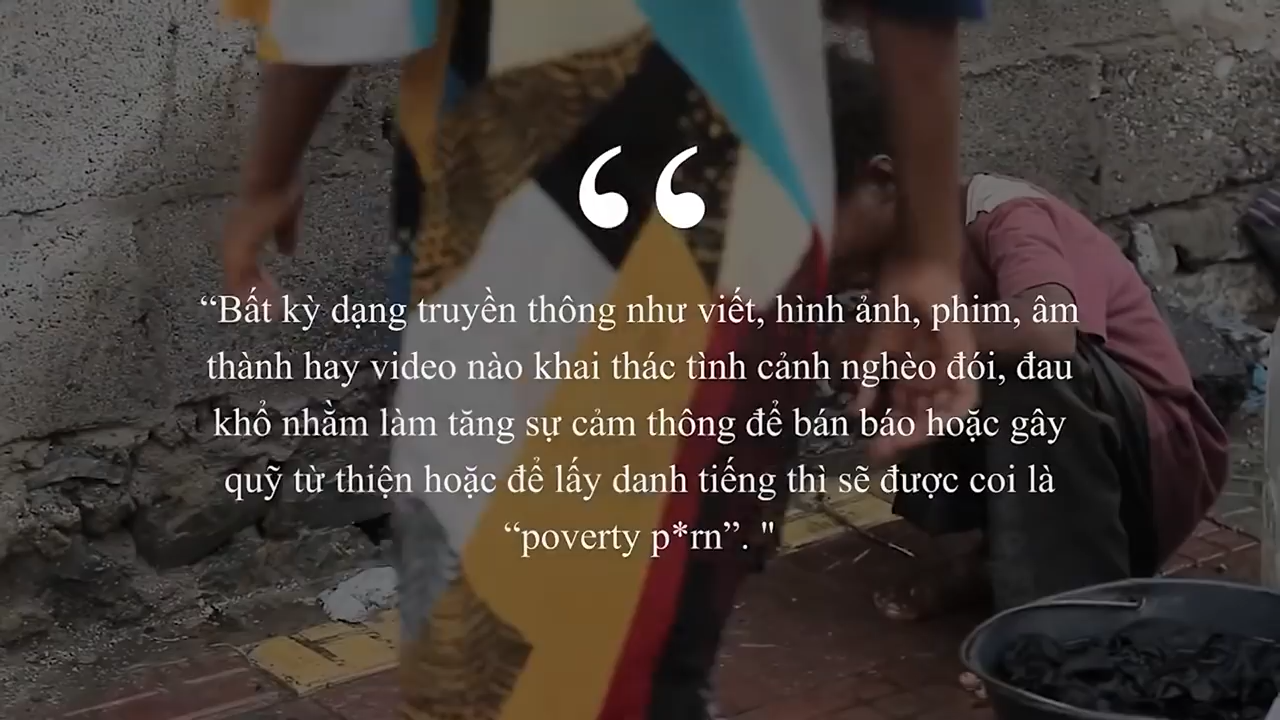 “Bất kỳ dạng truyền thông như viết, hình ảnh, phim, âm
thành hay video nào khai thác tình cảnh nghèo đói, đau
khổ nhằm làm tăng sự cảm thông để bán báo hoặc gây
quỹ từ thiện hoặc để lấy danh tiếng thì sẽ được coi là
“poverty p*rn”. "